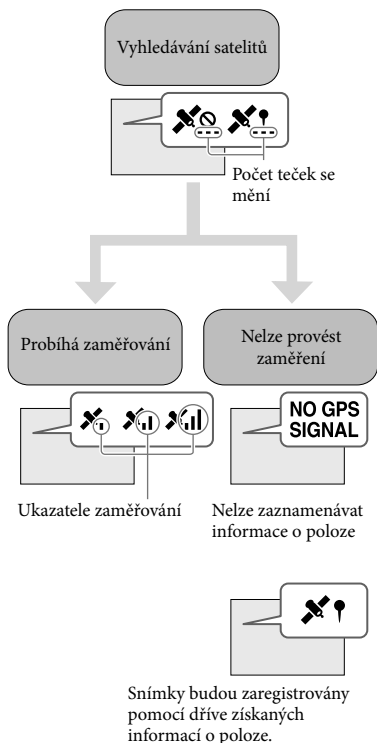 Vyhledávání satelitů
Počet teček se
mění
Probíhá zaměřování
Nelze provést
zaměření
NO GPS
SIGNAL
Ukazatele zaměřování
Nelze zaznamenávat
informace o poloze
Snímky budou zaregistrovány
pomocí dříve získaných
informací o poloze.